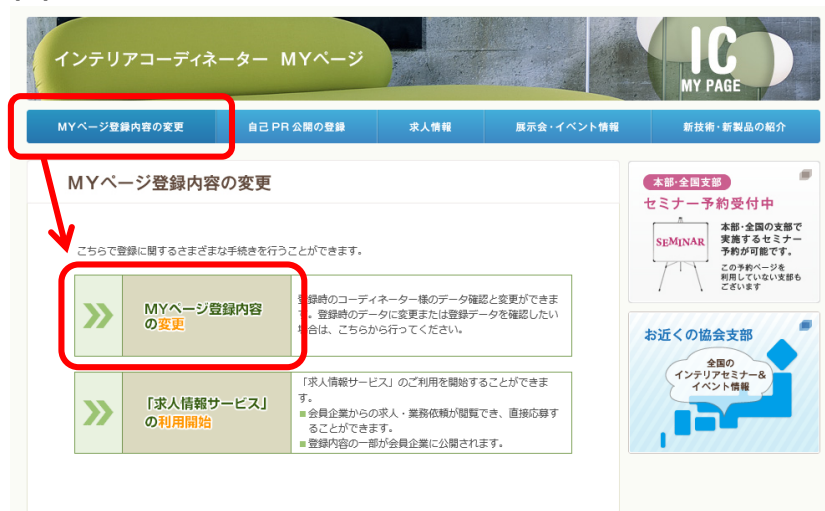 インテリアコーディネーター MYページ
IC
MY PAGE
MYページ登録内容の変更
自己PR公開の登録
求人情報
展示会・イベント情報
新技術・新製品の紹介
MYページ登録内容の変更
こちらで登録に関するさまざまな手続きを行うことができます。
MYページ登録内容
の変更
登録時のコーディネーター様のデータ確認と変更ができま
す。登録時のデータに変更または登録データを確認したい
場合は、こちらから行ってください。
「求人情報サービス」
の利用開始
「求人情報サービス」のご利用を開始することができま
す。
■会員企業からの求人・業務依頼が閲覧でき、直接応募す
ることができます。
■登録内容の一部が会員企業に公開されます。
本部・全国支部
セミナー予約受付中
SEMINAR
本部・全国の支部で
実施するセミナー
予約が可能です。
この予約ページを
利用していない支部も
ございます
お近くの協会支部
全国の
インテリアセミナー&
イベント情報